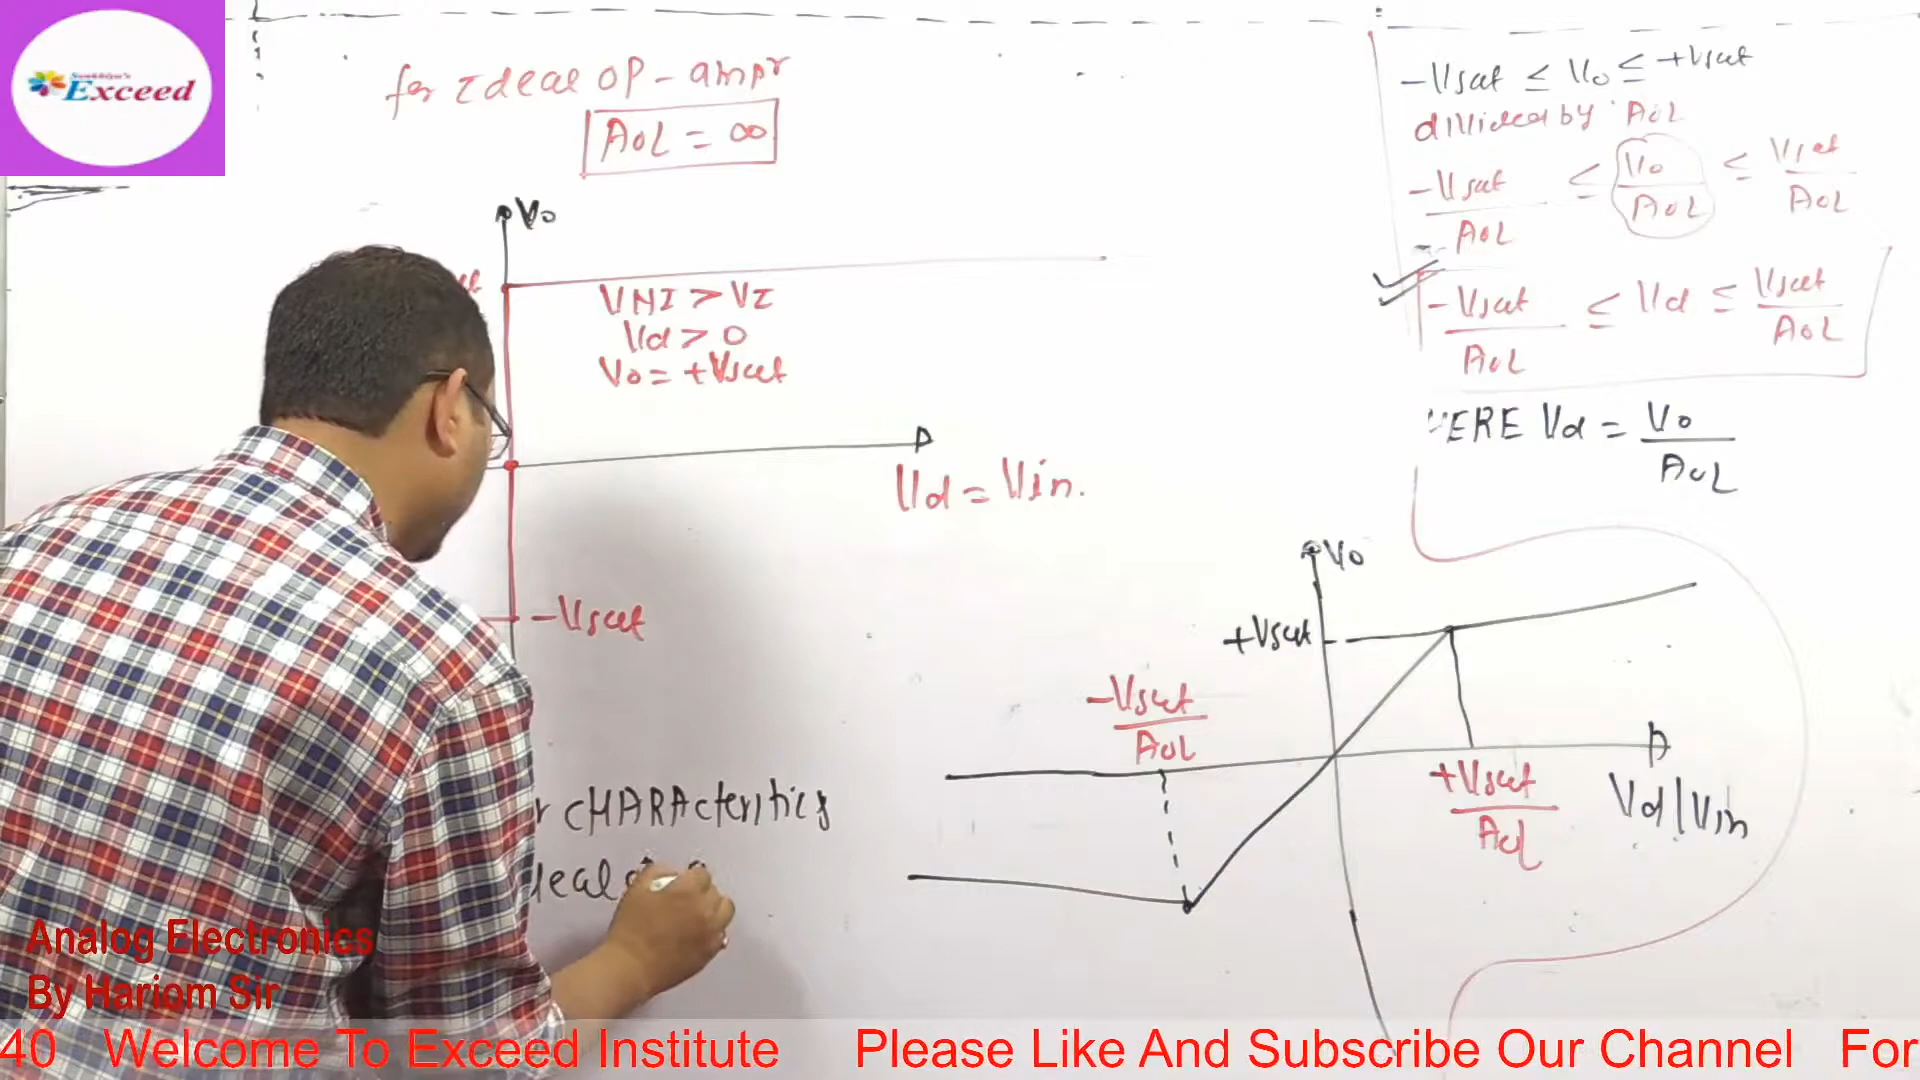 Exceed
for Ideal OP-ampr
AOL = ∞
Vo
VNI > VI
Vd > 0
Vo = +Vsat
Vd = Vin.
-Vsat
CHARActeritics
deal
-Vsat ≤ Vo ≤ +Vsat
divided by AOL
-Vsat/AOL ≤ Vo/AOL ≤ Vsat/AOL
-Vsat/AOL ≤ Vd ≤ Vsat/AOL
ERE Vd = Vo/AOL
Vo
+Vsat
-Vsat/AOL
+Vsat/AOL
Vd|Vin
Analog Electronics
By Hariom Sir
40 Welcome To Exceed Institute Please Like And Subscribe Our Channel For